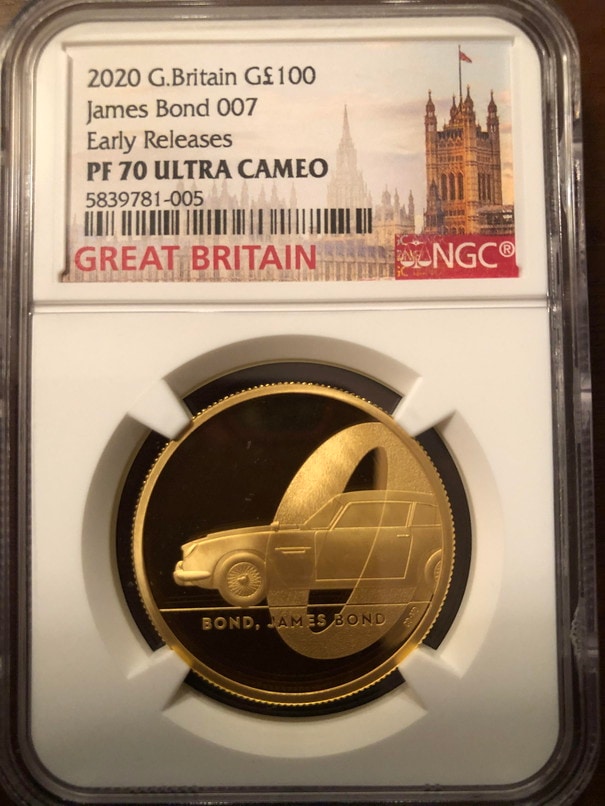 2020 G.Britain G£100
James Bond 007
Early Releases
PF 70 ULTRA CAMEO
5839781-005
GREAT BRITAIN
NGC®
BOND, JAMES BOND